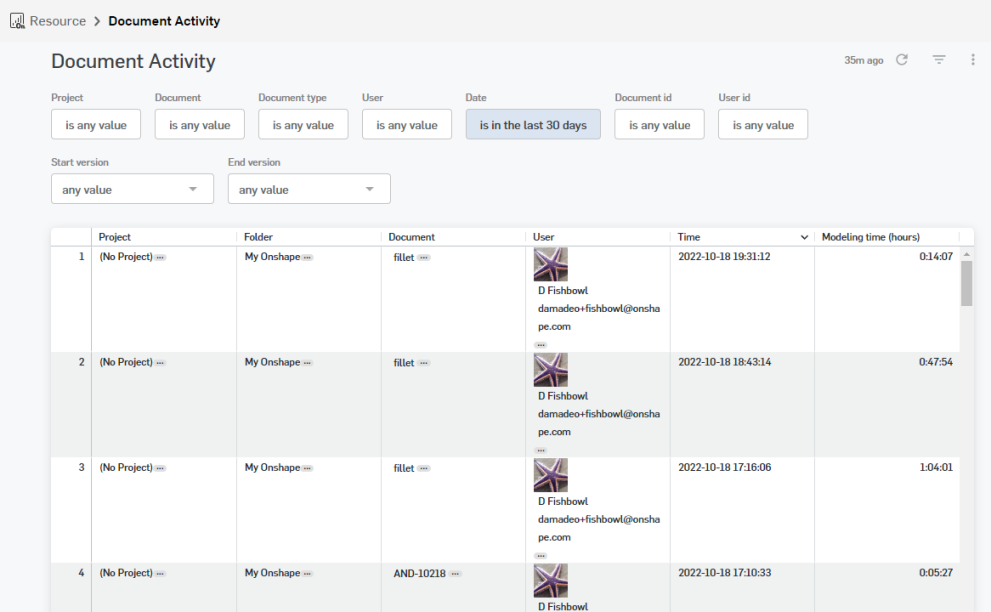 Resource > Document Activity
Document Activity
35m ago
Project Document Document type User Date Document id User id
is any value is any value is any value is any value is in the last 30 days is any value is any value
Start version End version
any value any value
Project Folder Document User Time Modeling time (hours)
1 (No Project) ... My Onshape ... fillet ... 2022-10-18 19:31:12 0:14:07
D Fishbowl
damadeo+fishbowl@onsha
pe.com
...
2 (No Project) ... My Onshape ... fillet ... 2022-10-18 18:43:14 0:47:54
D Fishbowl
damadeo+fishbowl@onsha
pe.com
...
3 (No Project) ... My Onshape ... fillet ... 2022-10-18 17:16:06 1:04:01
D Fishbowl
damadeo+fishbowl@onsha
pe.com
...
4 (No Project) ... My Onshape ... AND-10218 ... 2022-10-18 17:10:33 0:05:27
D Fishbowl